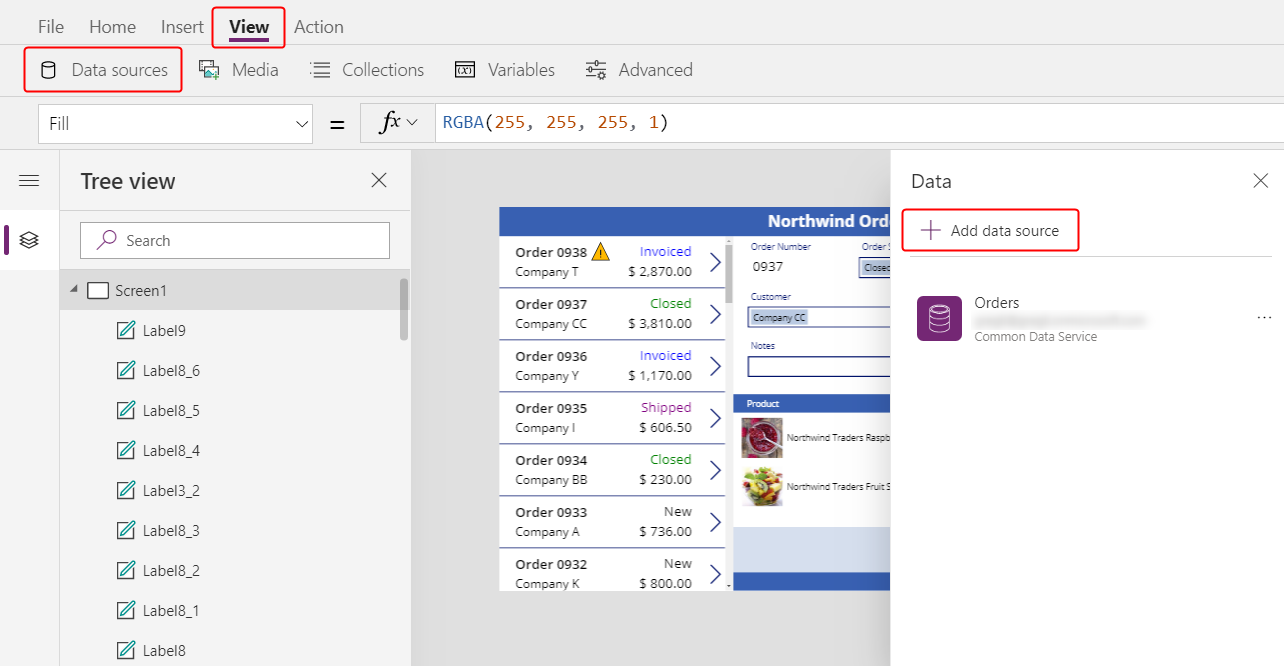 File Home Insert View Action
Data sources Media Collections Variables Advanced
Fill = fx RGBA(255, 255, 255, 1)
Tree view
Search
Screen1
Label9
Label8_6
Label8_5
Label8_4
Label3_2
Label8_3
Label8_2
Label8_1
Label8
Northwind Orde
Order 0938 Invoiced
Company T $ 2,870.00
Order 0937 Closed
Company CC $ 3,810.00
Order 0936 Invoiced
Company Y $ 1,170.00
Order 0935 Shipped
Company I $ 606.50
Order 0934 Closed
Company BB $ 230.00
Order 0933 New
Company A $ 736.00
Order 0932 New
Company K $ 800.00
Order Number Order S
0937 Closed
Customer
Company CC
Notes
Product
Northwind Traders Raspb
Northwind Traders Fruit S
Data
Add data source
Orders
Common Data Service